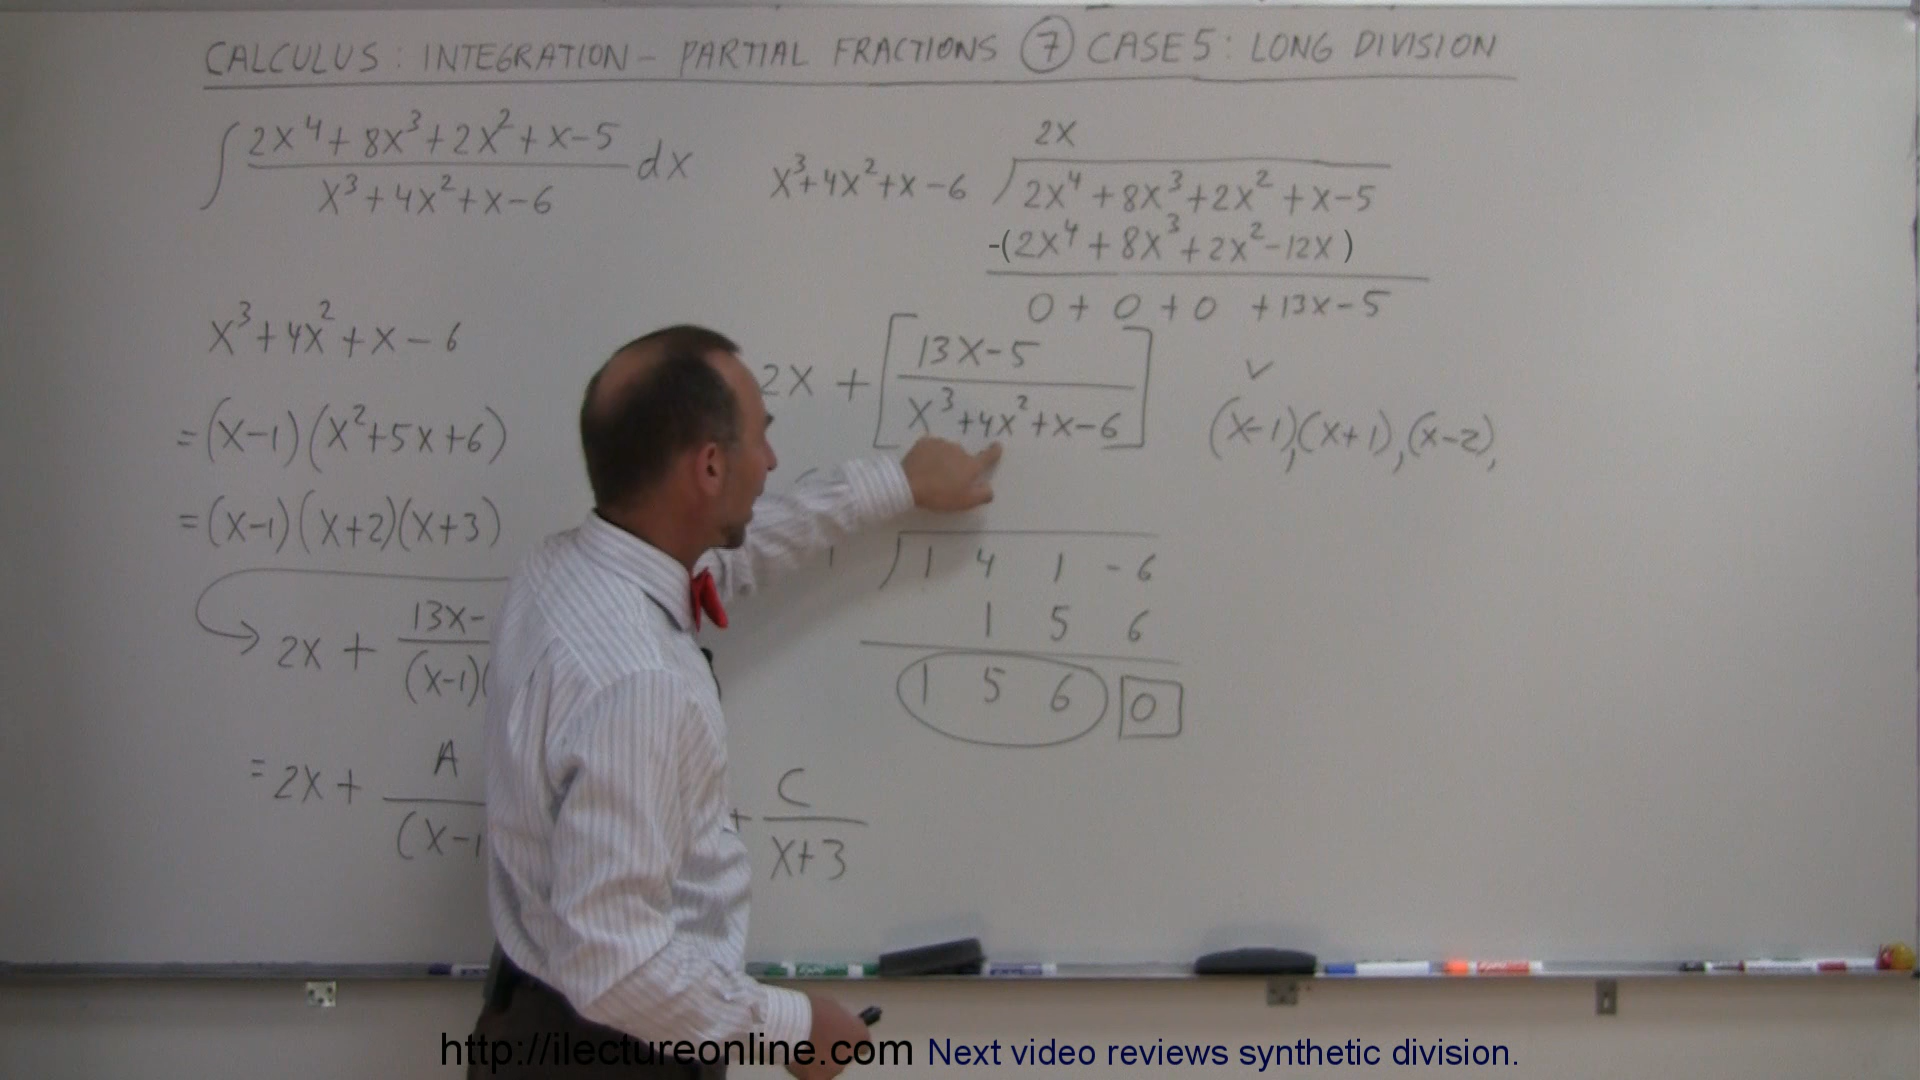 CALCULUS: INTEGRATION - PARTIAL FRACTIONS ⑦ CASE 5: LONG DIVISION
∫ (2x⁴ + 8x³ + 2x² + x - 5) / (x³ + 4x² + x - 6) dx
2x
x³ + 4x² + x - 6 ) 2x⁴ + 8x³ + 2x² + x - 5
-(2x⁴ + 8x³ + 2x² - 12x )
0 + 0 + 0 + 13x - 5
x³ + 4x² + x - 6
= (x-1)(x² + 5x + 6)
= (x-1)(x+2)(x+3)
2x + 13x-
(x-1)(
= 2x + A
(x-1
+ C / x+3
2x + [ (13x - 5) / (x³ + 4x² + x - 6) ]
✓
(x-1), (x+1), (x-2),
1 ) 1 4 1 -6
1 5 6
1 5 6 0
http://ilectureonline.com Next video reviews synthetic division.